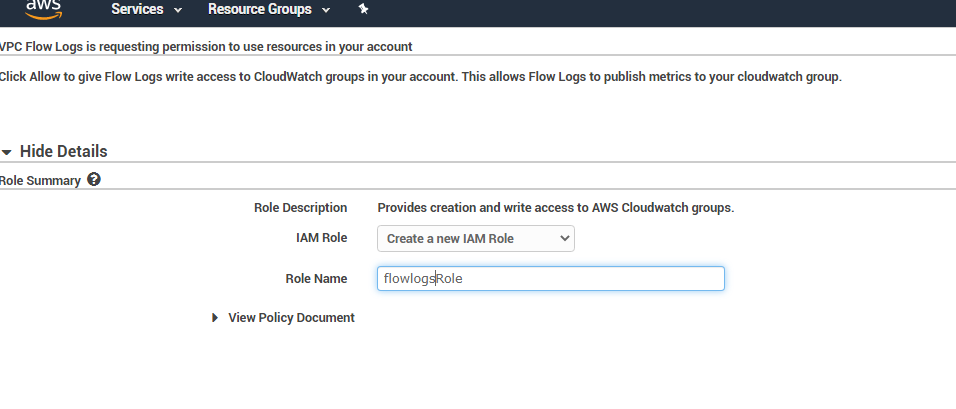 aws Services Resource Groups
VPC Flow Logs is requesting permission to use resources in your account
Click Allow to give Flow Logs write access to CloudWatch groups in your account. This allows Flow Logs to publish metrics to your cloudwatch group.
Hide Details
Role Summary ?
Role Description Provides creation and write access to AWS Cloudwatch groups.
IAM Role Create a new IAM Role
Role Name flowlogsRole
View Policy Document